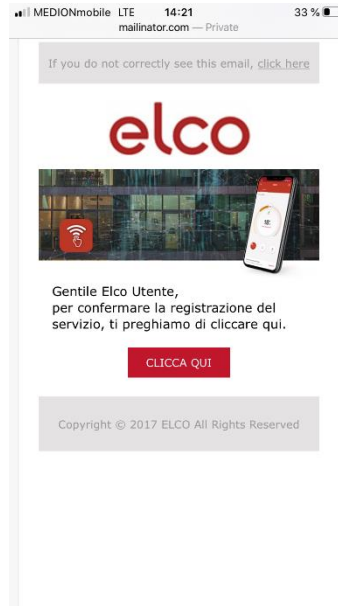 MEDIONmobile LTE 14:21 33 %
mailinator.com — Private
If you do not correctly see this email, click here
elco
Gentile Elco Utente,
per confermare la registrazione del
servizio, ti preghiamo di cliccare qui.
CLICCA QUI
Copyright © 2017 ELCO All Rights Reserved